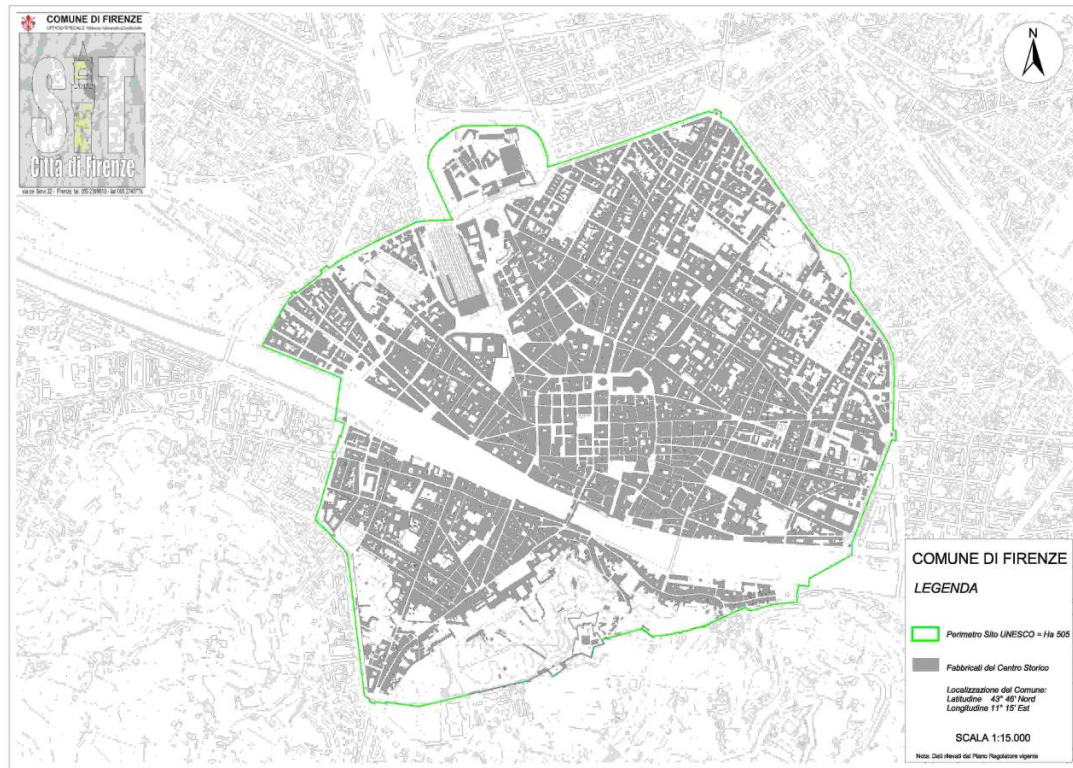 COMUNE DI FIRENZE
SIT
Città di Firenze
N
COMUNE DI FIRENZE
LEGENDA
Perimetro Sito UNESCO = Ha 505
Fabbricati del Centro Storico
Localizzazione del Comune:
Latitudine 43° 46' Nord
Longitudine 11° 15' Est
SCALA 1:15.000
Nota: Dati rilevati dal Piano Regolatore vigente